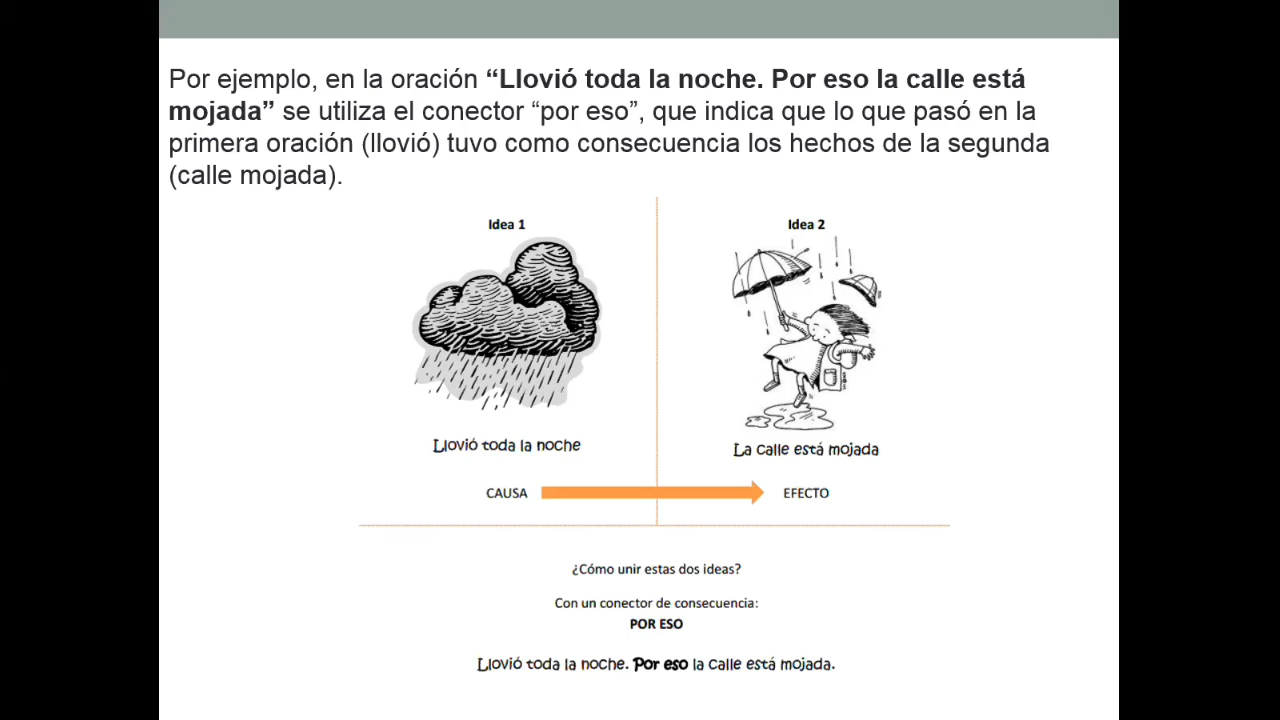 Por ejemplo, en la oración “Llovió toda la noche. Por eso la calle está
mojada” se utiliza el conector “por eso”, que indica que lo que pasó en la
primera oración (llovió) tuvo como consecuencia los hechos de la segunda
(calle mojada).
Idea 1
Idea 2
Llovió toda la noche
La calle está mojada
CAUSA
EFECTO
¿Cómo unir estas dos ideas?
Con un conector de consecuencia:
POR ESO
Llovió toda la noche. Por eso la calle está mojada.